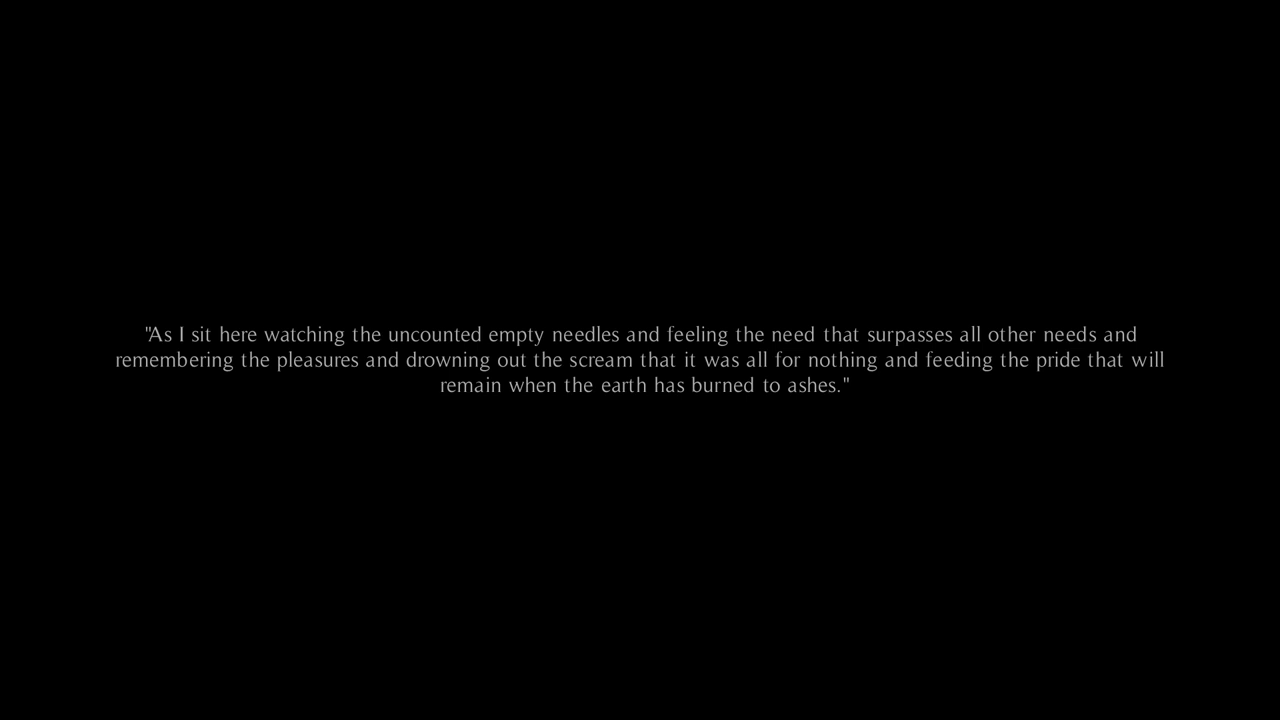 "As I sit here watching the uncounted empty needles and feeling the need that surpasses all other needs and
remembering the pleasures and drowning out the scream that it was all for nothing and feeding the pride that will
remain when the earth has burned to ashes."